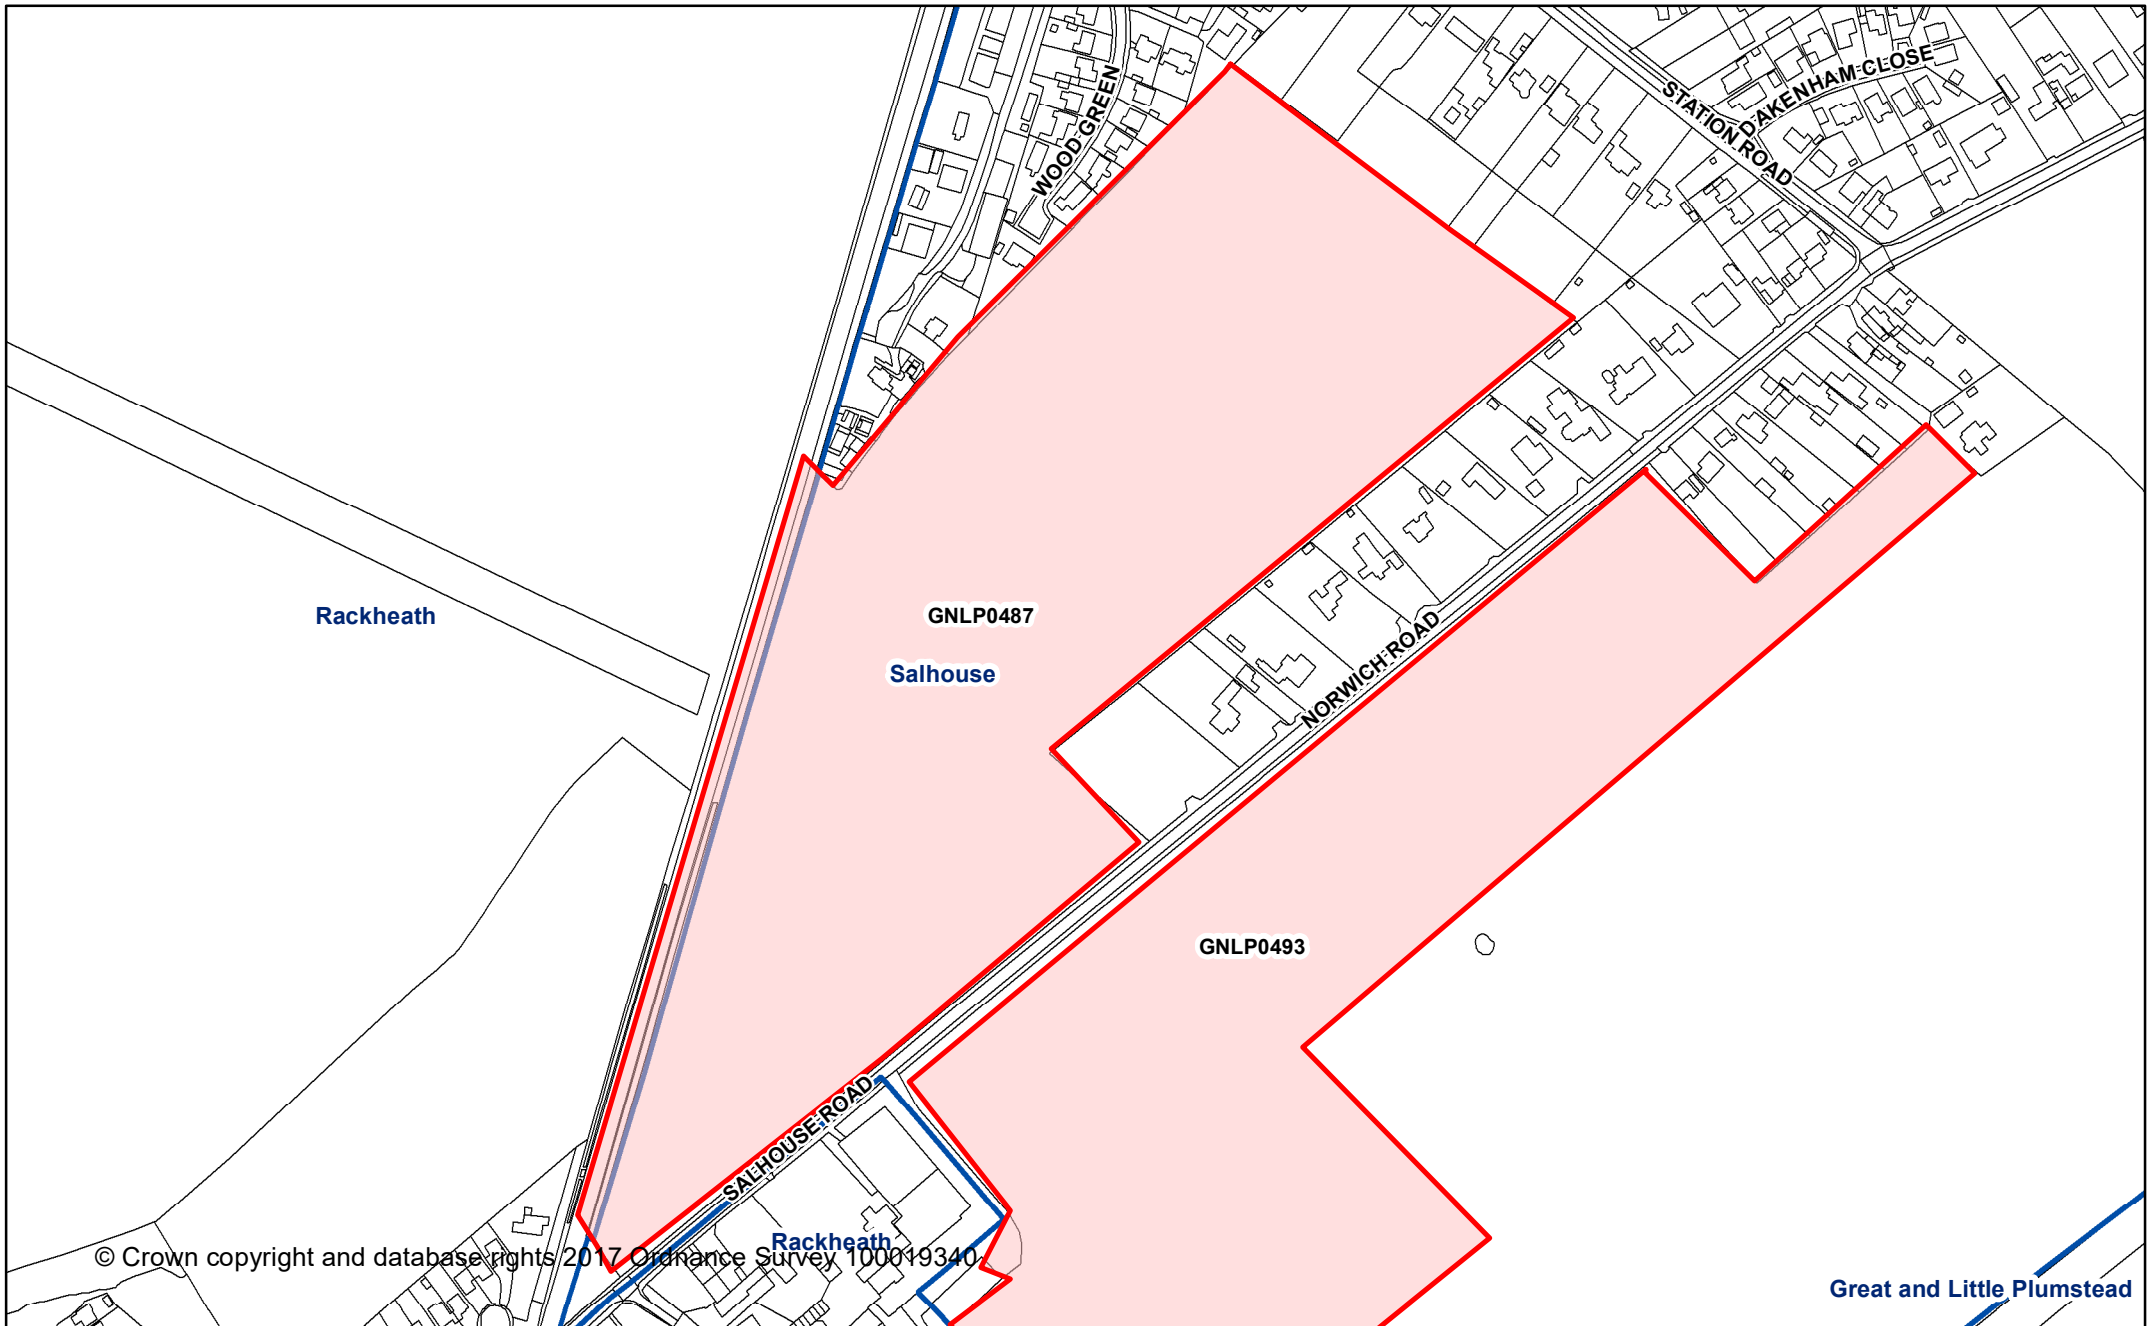 WOOD GREEN
STATION ROAD
DAKENHAM CLOSE
Rackheath
GNLP0487
Salhouse
NORWICH ROAD
GNLP0493
SALHOUSE ROAD
Rackheath
© Crown copyright and database rights 2017 Ordnance Survey 100019340
Great and Little Plumstead